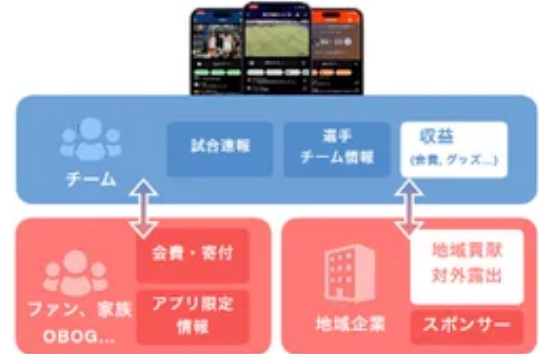 試合速報
選手
チーム情報
収益
(会費, グッズ...)
チーム
会費・寄付
アプリ限定
情報
ファン、家族
OBOG...
地域貢献
対外露出
スポンサー
地域企業